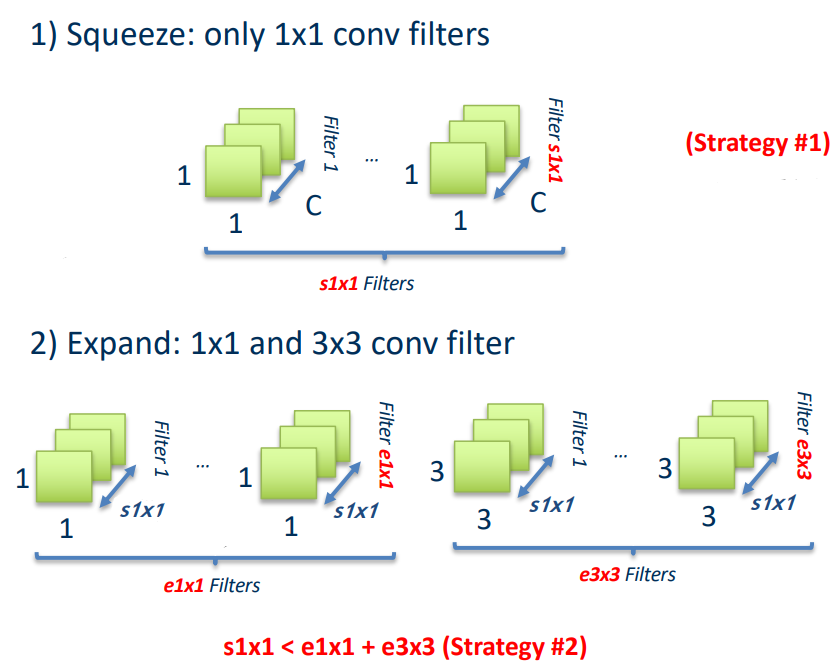 1) Squeeze: only 1x1 conv filters
1
1
C
Filter 1
...
1
1
C
Filter s1x1
(Strategy #1)
s1x1 Filters
2) Expand: 1x1 and 3x3 conv filter
1
1
s1x1
Filter 1
...
1
1
s1x1
Filter e1x1
3
3
s1x1
Filter 1
...
3
3
s1x1
Filter e3x3
e1x1 Filters
e3x3 Filters
s1x1 < e1x1 + e3x3 (Strategy #2)